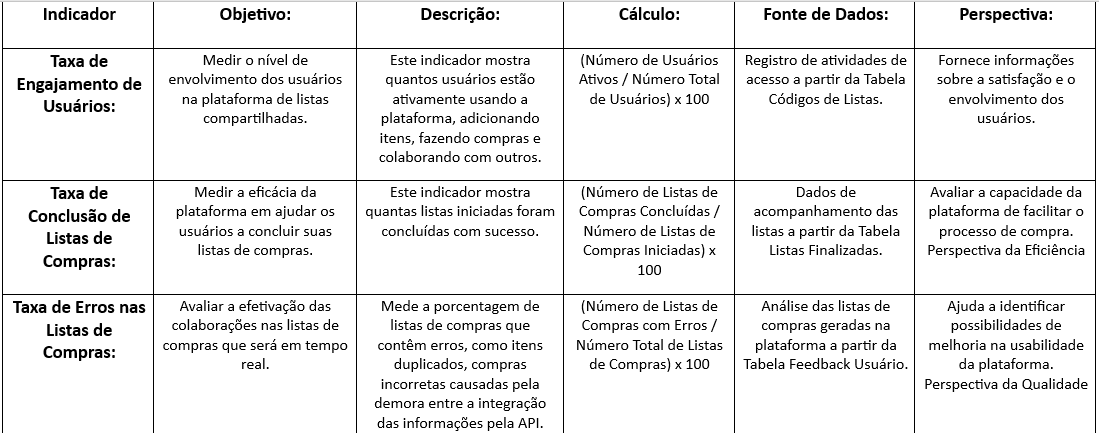 Indicador
Objetivo:
Descrição:
Cálculo:
Fonte de Dados:
Perspectiva:
Taxa de
Engajamento de
Usuários:
Medir o nível de
envolvimento dos usuários
na plataforma de listas
compartilhadas.
Este indicador mostra
quantos usuários estão
ativamente usando a
plataforma, adicionando
itens, fazendo compras e
colaborando com outros.
(Número de Usuários
Ativos / Número Total
de Usuários) x 100
Registro de atividades de
acesso a partir da Tabela
Códigos de Listas.
Fornece informações
sobre a satisfação e o
envolvimento dos
usuários.
Taxa de
Conclusão de
Listas de
Compras:
Medir a eficácia da
plataforma em ajudar os
usuários a concluir suas
listas de compras.
Este indicador mostra
quantas listas iniciadas foram
concluídas com sucesso.
(Número de Listas de
Compras Concluídas /
Número de Listas de
Compras Iniciadas) x
100
Dados de
acompanhamento das
listas a partir da Tabela
Listas Finalizadas.
Avaliar a capacidade da
plataforma de facilitar o
processo de compra.
Perspectiva da Eficiência
Taxa de Erros nas
Listas de
Compras:
Avaliar a efetivação das
colaborações nas listas de
compras que será em tempo
real.
Mede a porcentagem de
listas de compras que
contêm erros, como itens
duplicados, compras
incorretas causadas pela
demora entre a integração
das informações pela API.
(Número de Listas de
Compras com Erros /
Número Total de Listas
de Compras) x 100
Análise das listas de
compras geradas na
plataforma a partir da
Tabela Feedback Usuário.
Ajuda a identificar
possibilidades de
melhoria na usabilidade
da plataforma.
Perspectiva da Qualidade